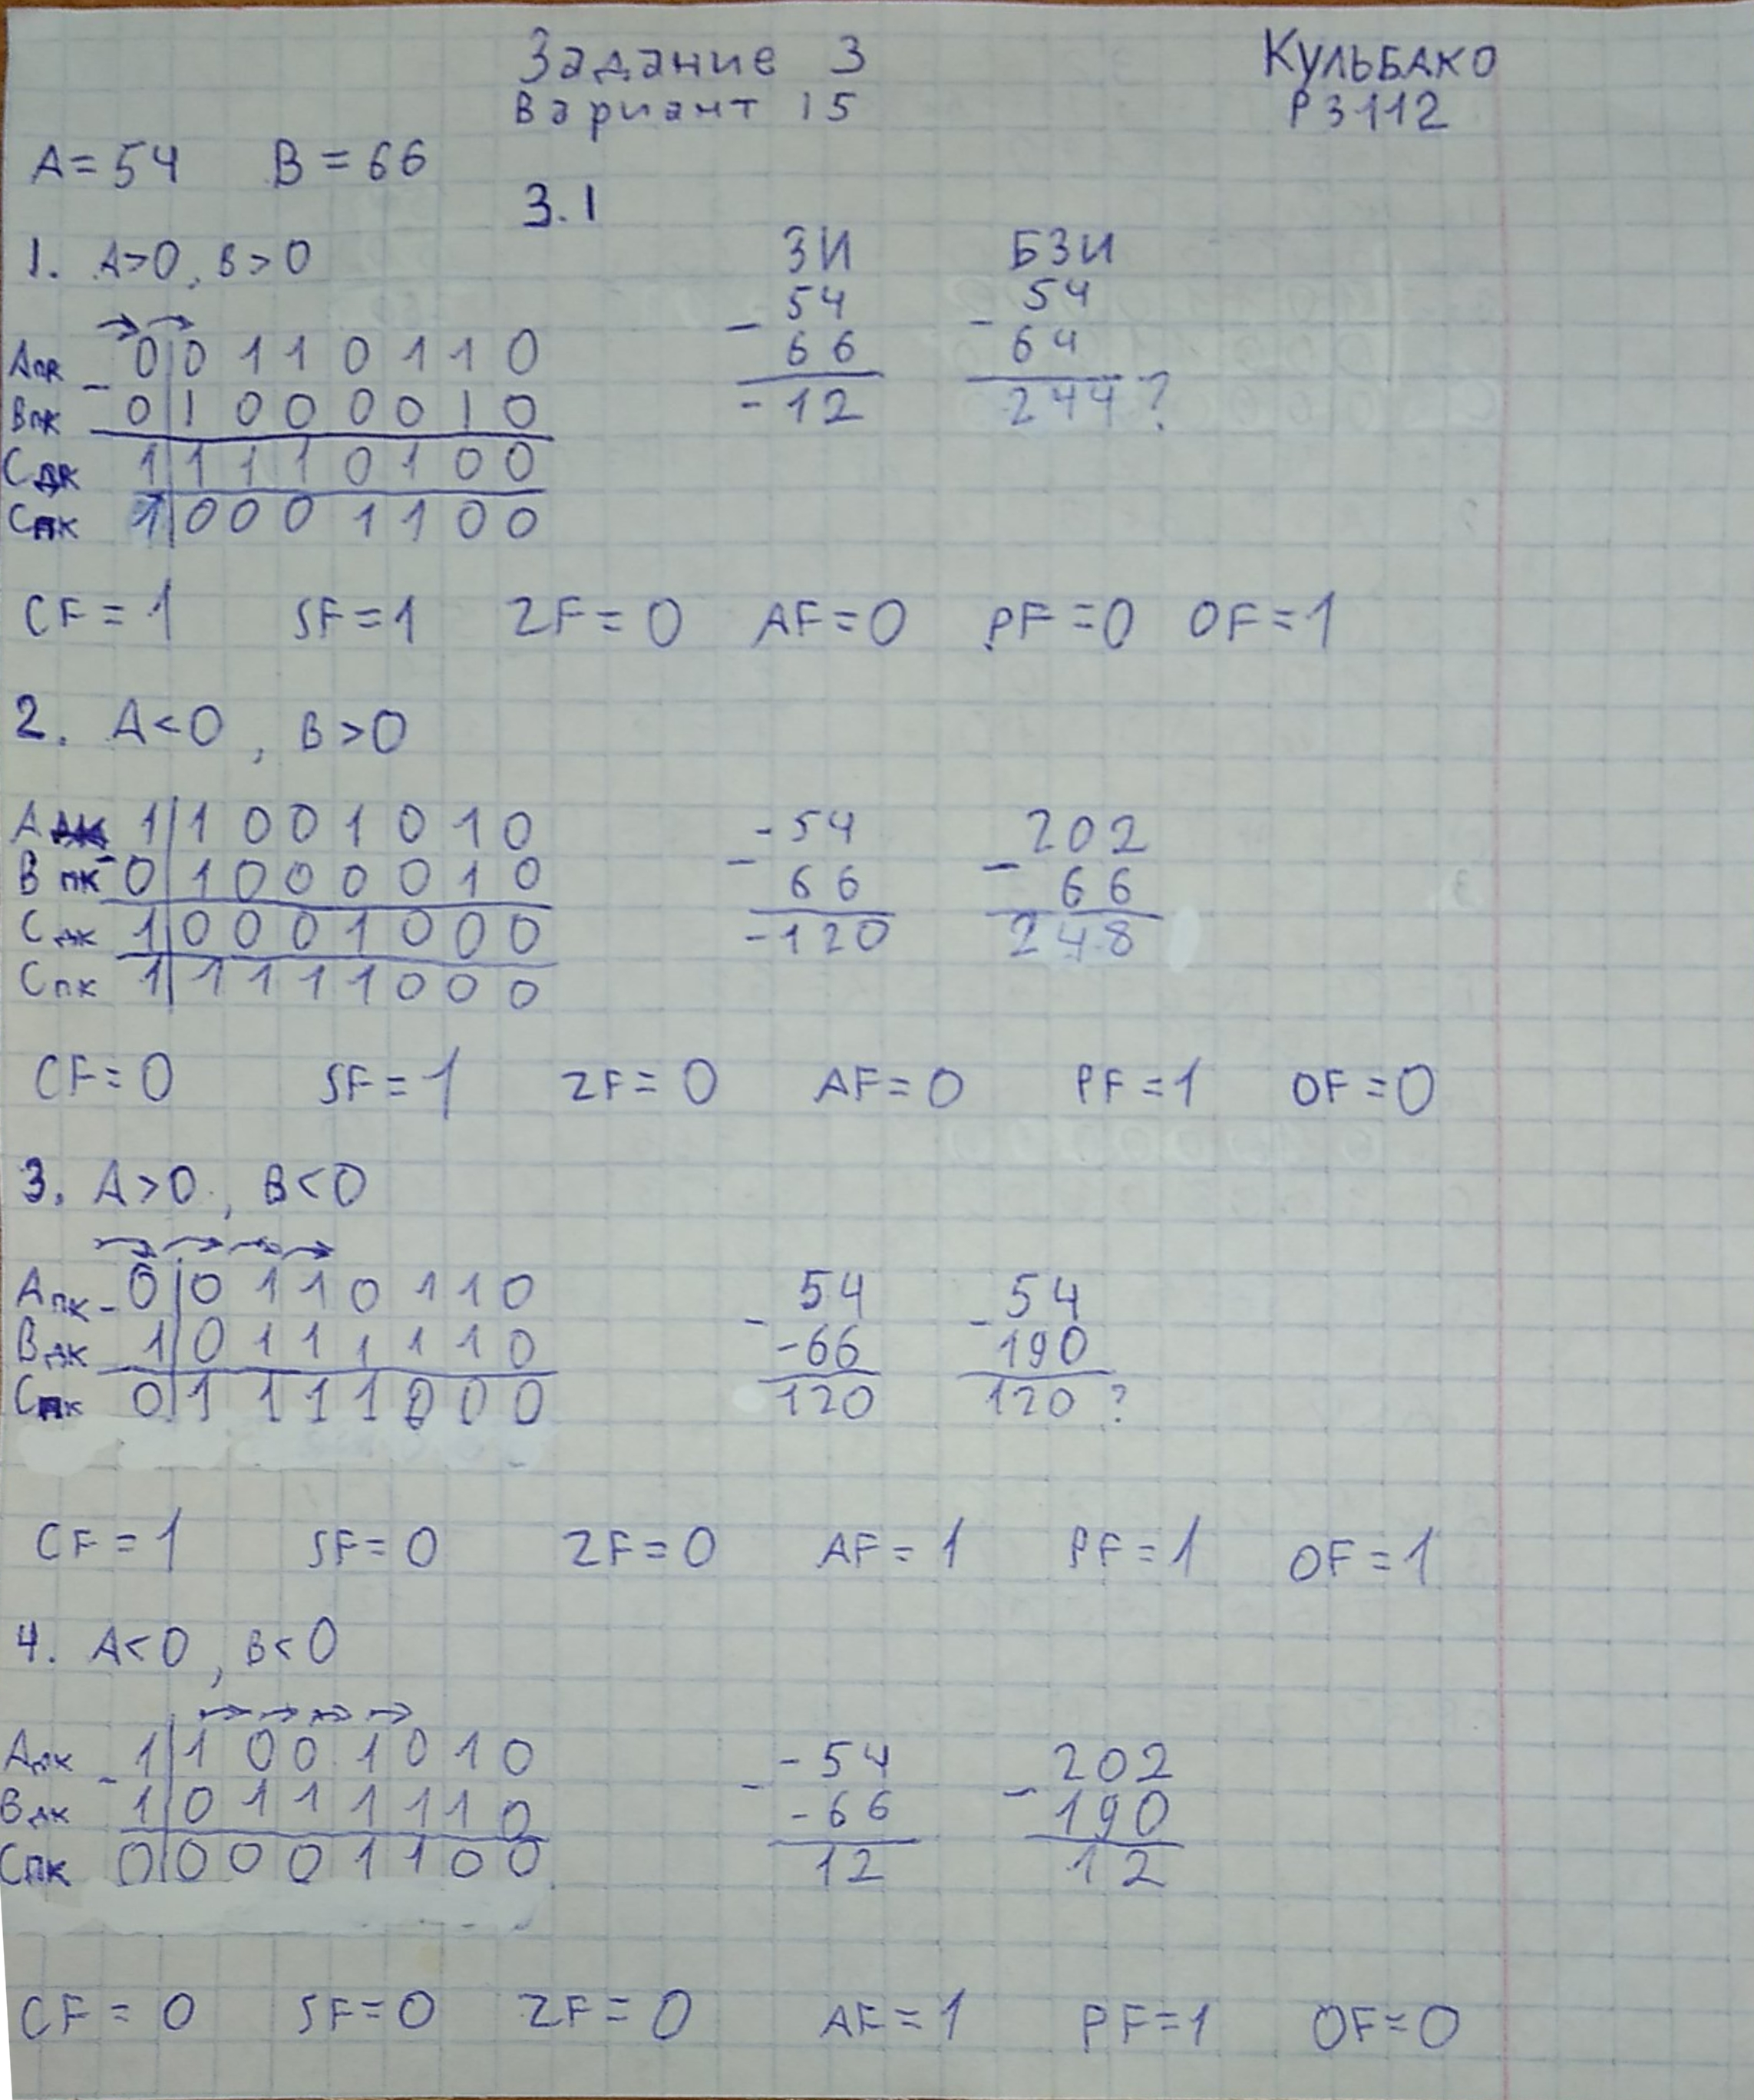 Задание 3 Кульбако
Вариант 15 Р3112
A=54 B=66
3.1
1. A>0, B>0 ЗИ БЗИ
Aпк 0 0 1 1 0 1 1 0 54 54
- - -
Bпк 0 1 0 0 0 0 1 0 66 64
Cдк 1 1 1 1 0 1 0 0 -12 244?
Cпк 1 0 0 0 1 1 0 0
CF=1 SF=1 ZF=0 AF=0 PF=0 OF=1
2. A<0, B>0
A 1 1 0 0 1 0 1 0 -54 202
- - -
Bпк 0 1 0 0 0 0 1 0 66 66
Cдк 1 0 0 0 1 0 0 0 -120 248
Cпк 1 1 1 1 1 0 0 0
CF=0 SF=1 ZF=0 AF=0 PF=1 OF=0
3. A>0, B<0
Aпк - 0 0 1 1 0 1 1 0 54 54
- -
Bдк 1 0 1 1 1 1 1 0 -66 190
Cпк 0 1 1 1 1 0 0 0 120 120?
CF=1 SF=0 ZF=0 AF=1 PF=1 OF=1
4. A<0, B<0
Aдк 1 1 0 0 1 0 1 0 -54 202
- - -
Bдк 1 0 1 1 1 1 1 0 -66 190
Cпк 0 0 0 0 1 1 0 0 12 12
CF=0 SF=0 ZF=0 AF=1 PF=1 OF=0